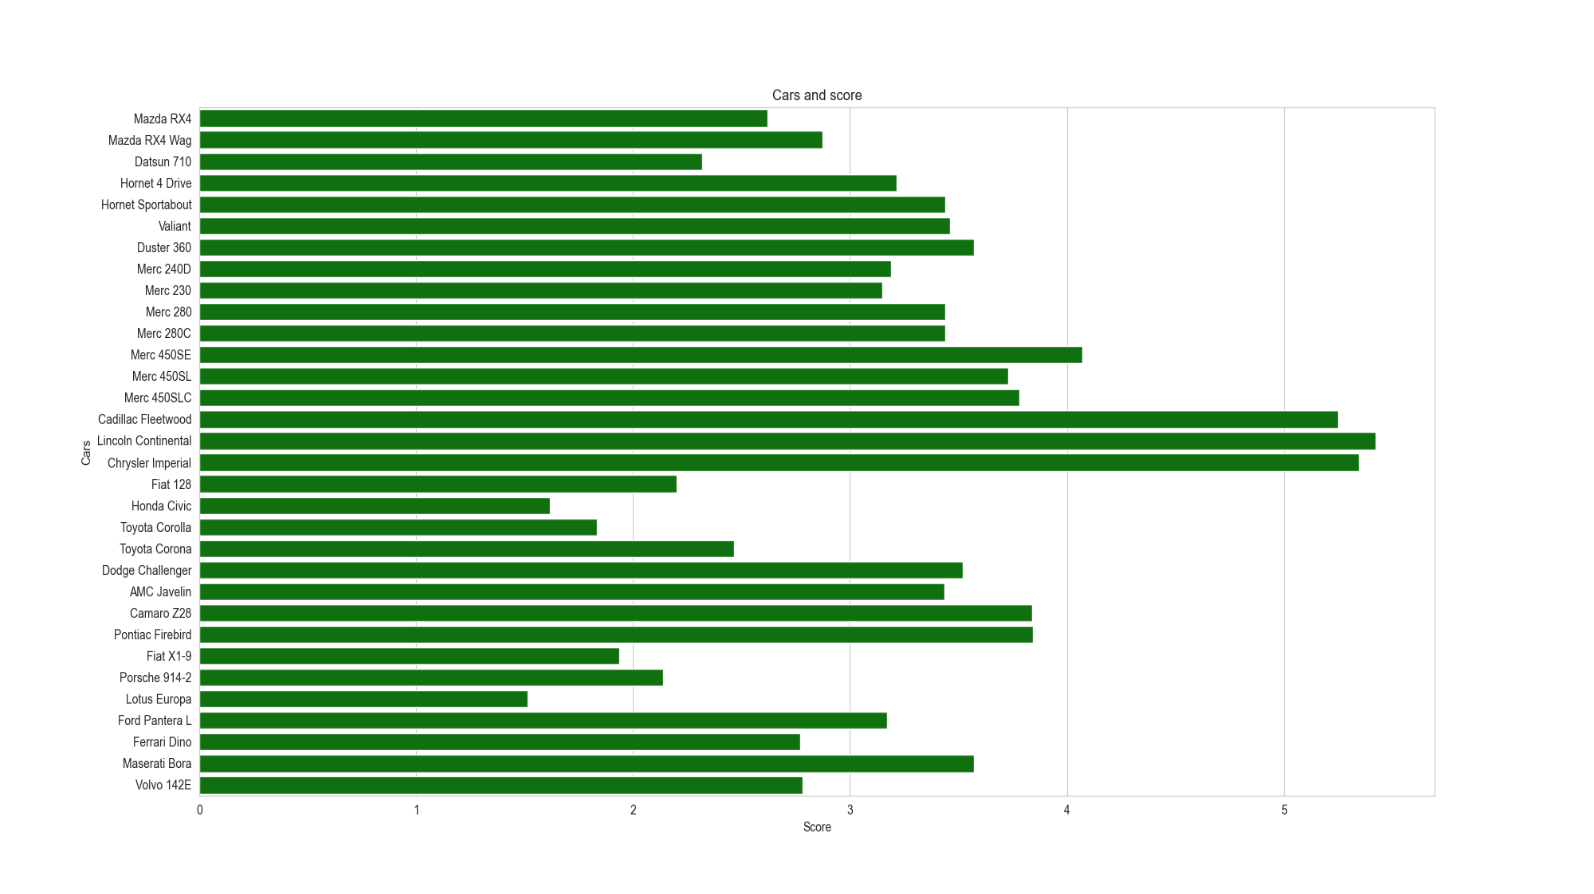 Cars and score
Mazda RX4
Mazda RX4 Wag
Datsun 710
Hornet 4 Drive
Hornet Sportabout
Valiant
Duster 360
Merc 240D
Merc 230
Merc 280
Merc 280C
Merc 450SE
Merc 450SL
Merc 450SLC
Cadillac Fleetwood
Lincoln Continental
Chrysler Imperial
Fiat 128
Honda Civic
Toyota Corolla
Toyota Corona
Dodge Challenger
AMC Javelin
Camaro Z28
Pontiac Firebird
Fiat X1-9
Porsche 914-2
Lotus Europa
Ford Pantera L
Ferrari Dino
Maserati Bora
Volvo 142E
Cars
0 1 2 3 4 5
Score